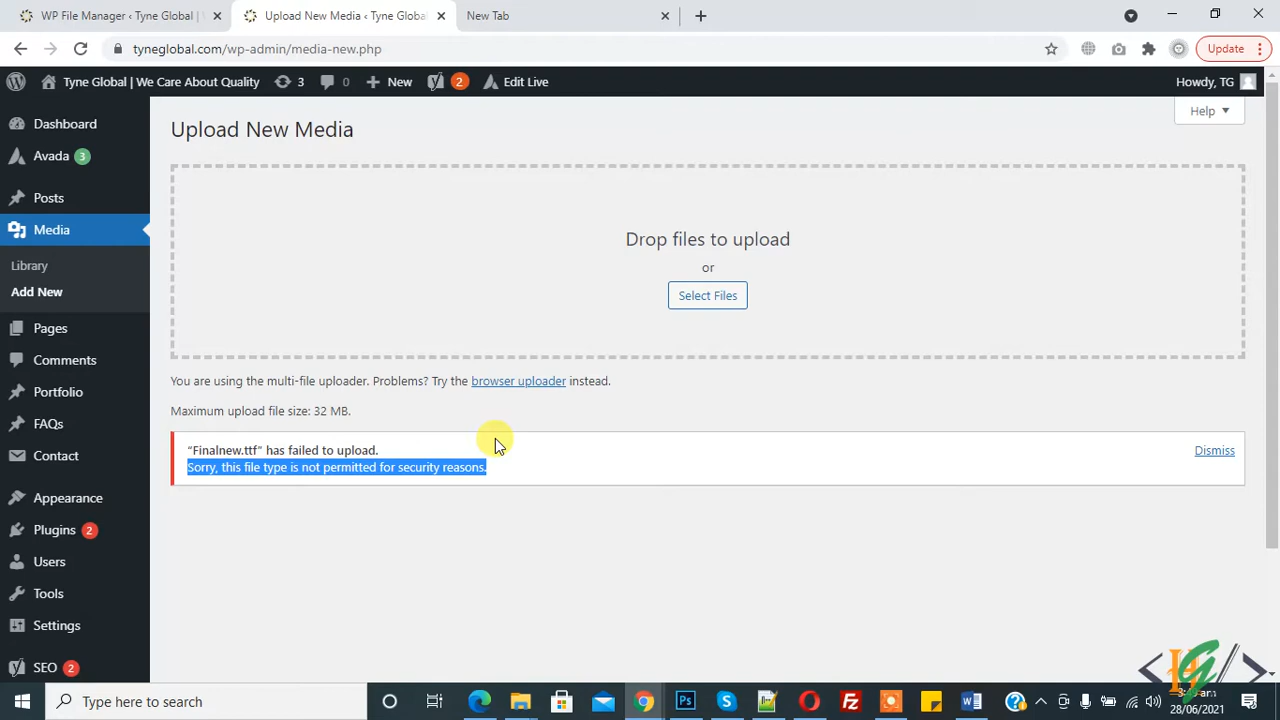 WP File Manager ‹ Tyne Global |
Upload New Media ‹ Tyne Global
New Tab
tyneglobal.com/wp-admin/media-new.php
Update
Tyne Global | We Care About Quality
3
0
New
2
Edit Live
Howdy, TG
Help
Dashboard
Avada 3
Posts
Media
Library
Add New
Pages
Comments
Portfolio
FAQs
Contact
Appearance
Plugins 2
Users
Tools
Settings
SEO 2
Upload New Media
Drop files to upload
or
Select Files
You are using the multi-file uploader. Problems? Try the browser uploader instead.
Maximum upload file size: 32 MB.
“Finalnew.ttf” has failed to upload.
Dismiss
Sorry, this file type is not permitted for security reasons.
Type here to search
28/06/2021